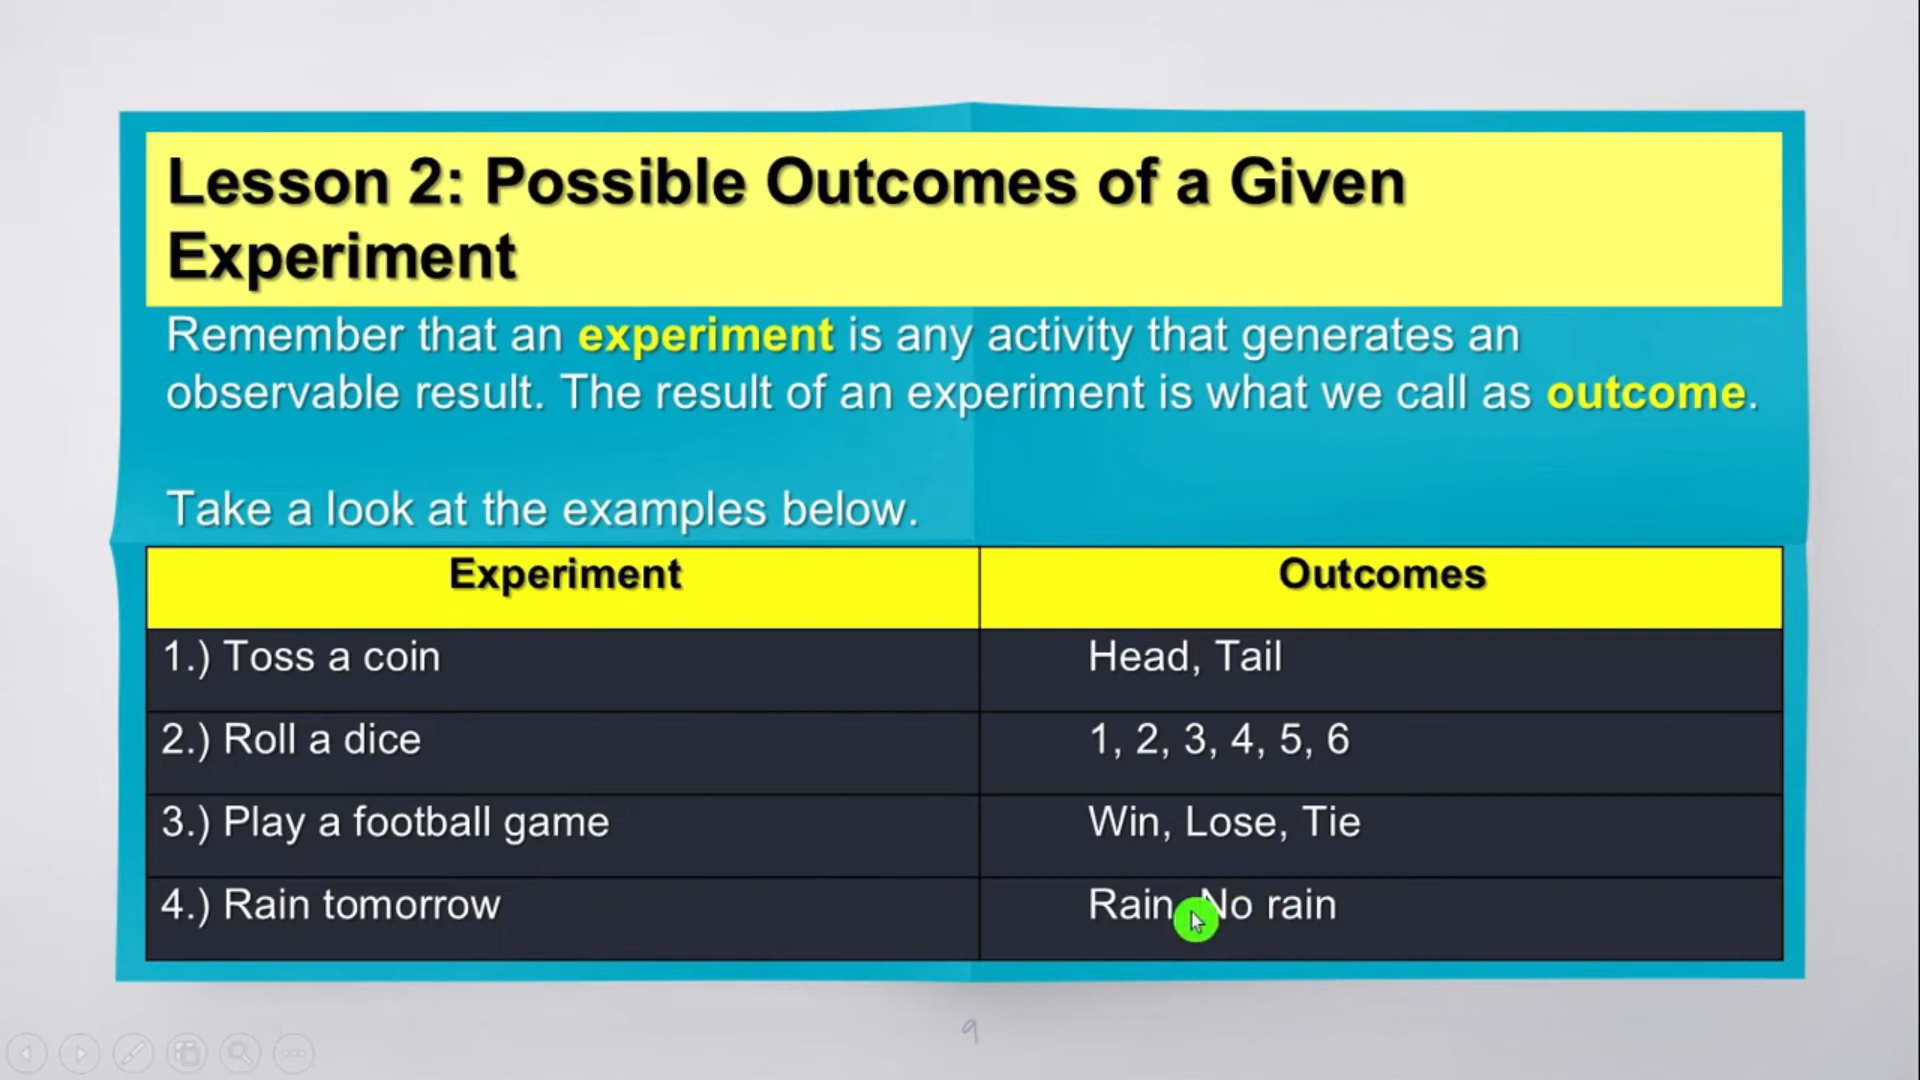 Lesson 2: Possible Outcomes of a Given
Experiment
Remember that an experiment is any activity that generates an
observable result. The result of an experiment is what we call as outcome.
Take a look at the examples below.
Experiment Outcomes
1.) Toss a coin Head, Tail
2.) Roll a dice 1, 2, 3, 4, 5, 6
3.) Play a football game Win, Lose, Tie
4.) Rain tomorrow Rain, No rain
9